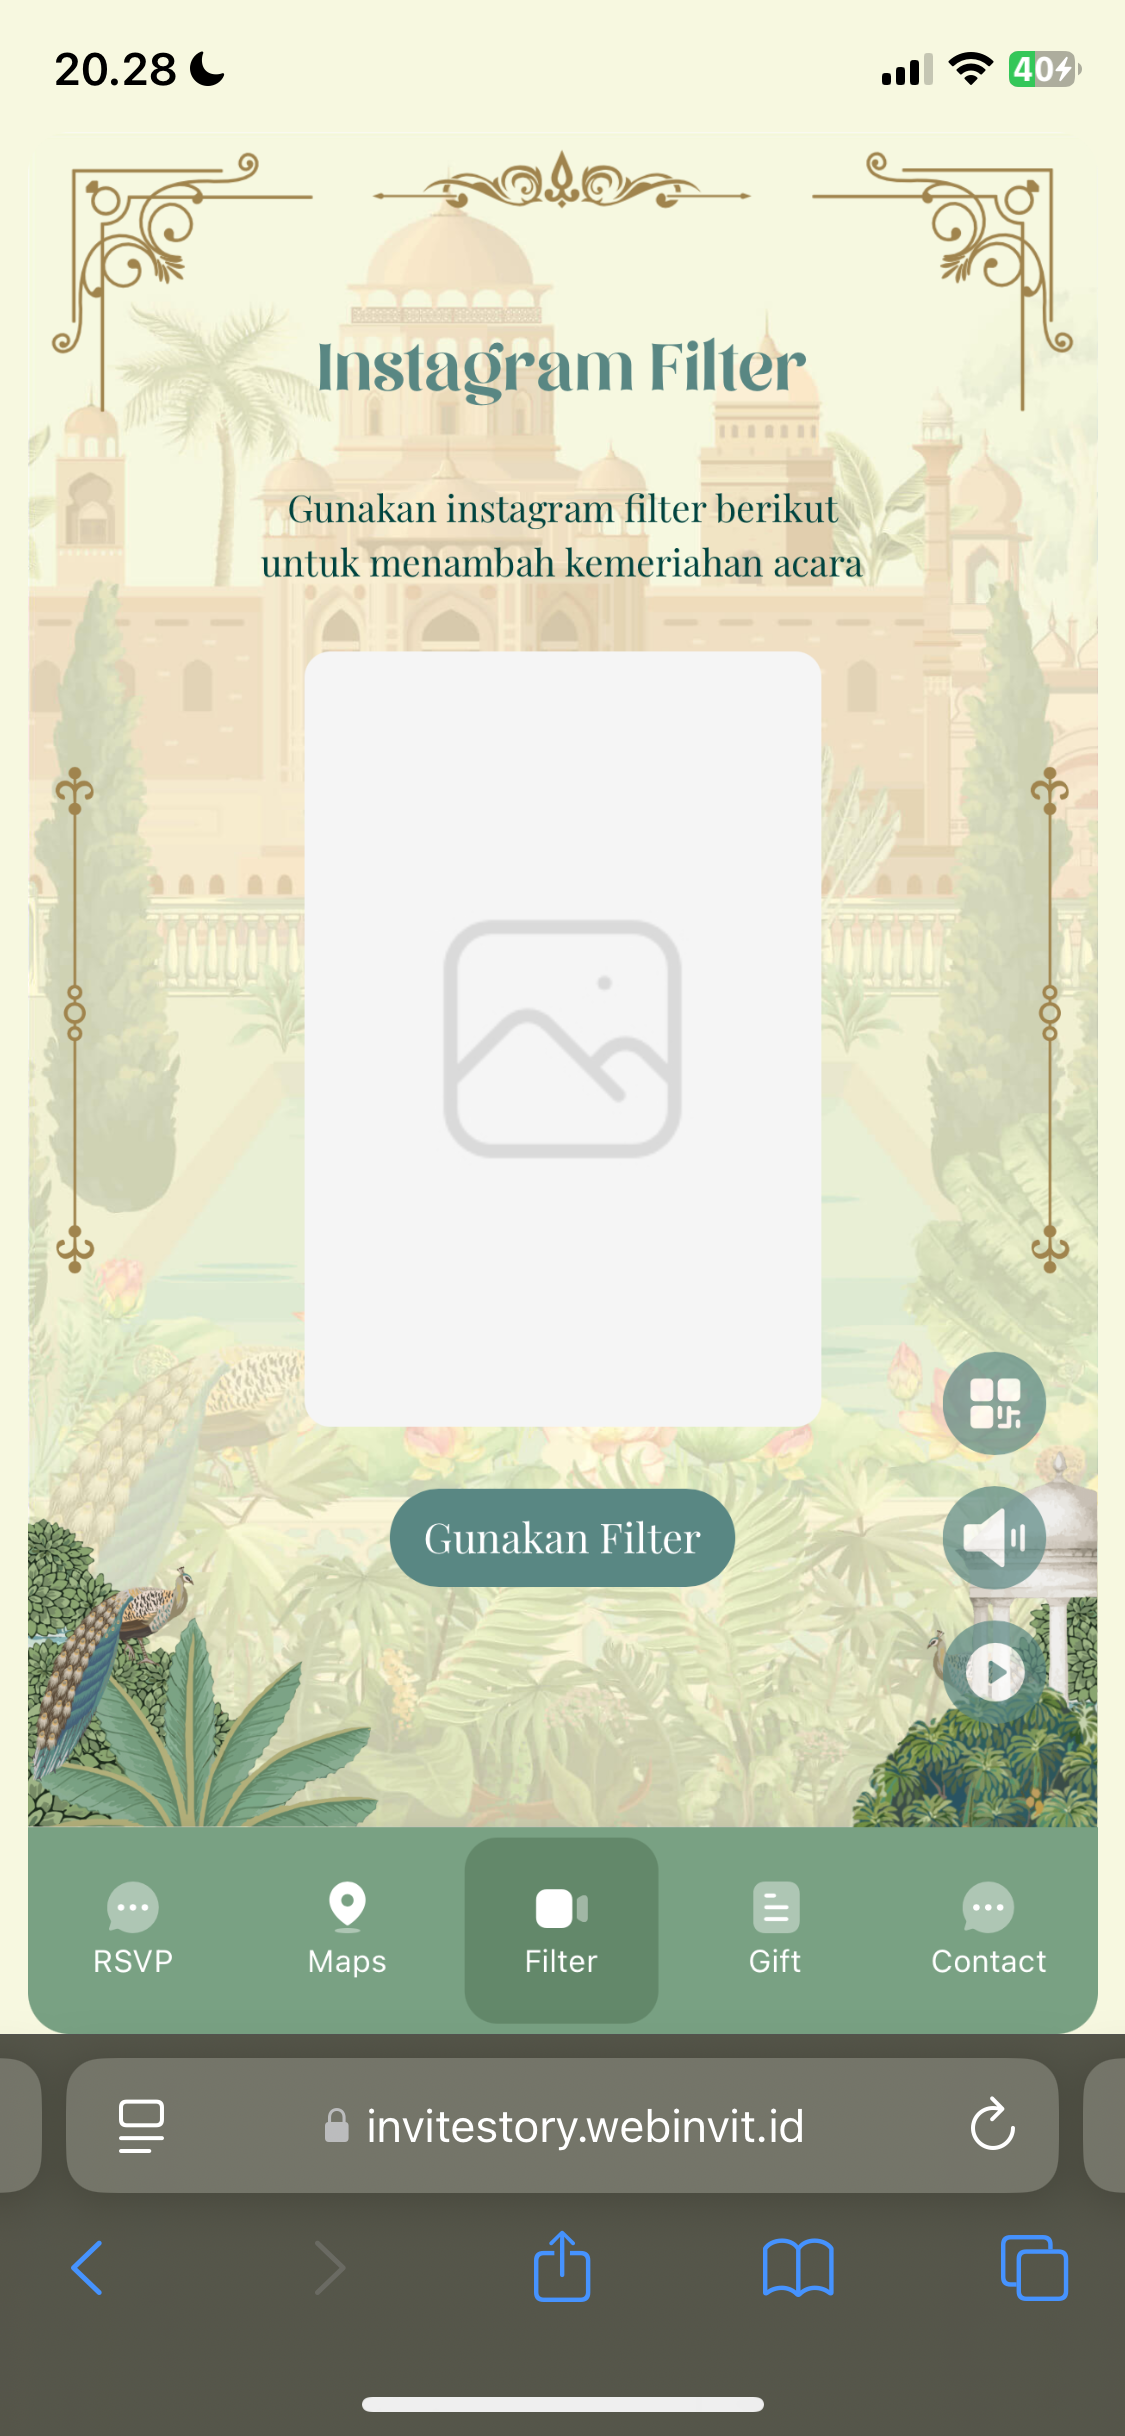 20.28
40
Instagram Filter
Gunakan instagram filter berikut
untuk menambah kemeriahan acara
Gunakan Filter
RSVP
Maps
Filter
Gift
Contact
invitestory.webinvit.id